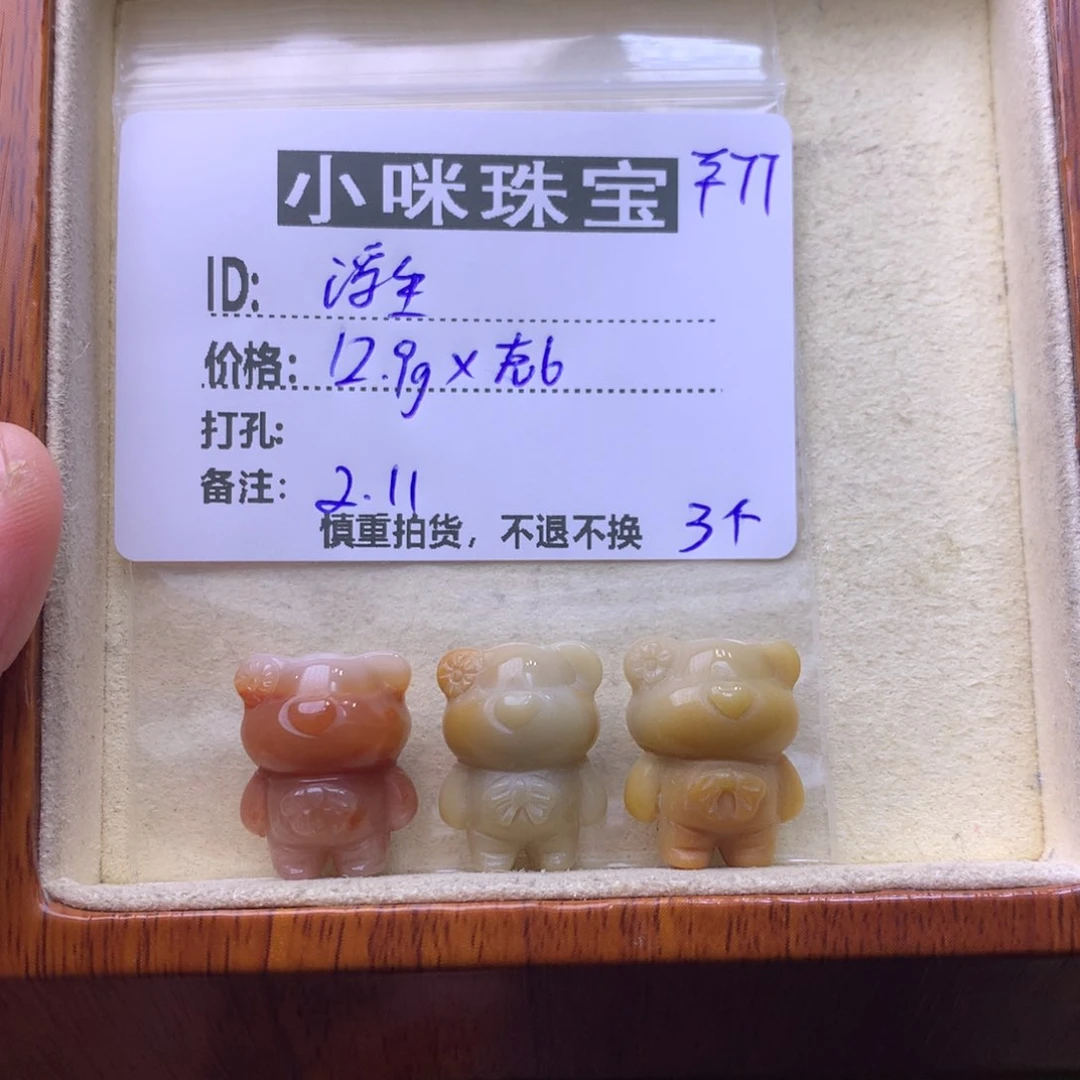 小咪珠宝 77
ID: 浮生
价格: 12.9g×克6
打孔:
备注: 2.11
慎重拍货，不退不换 3个